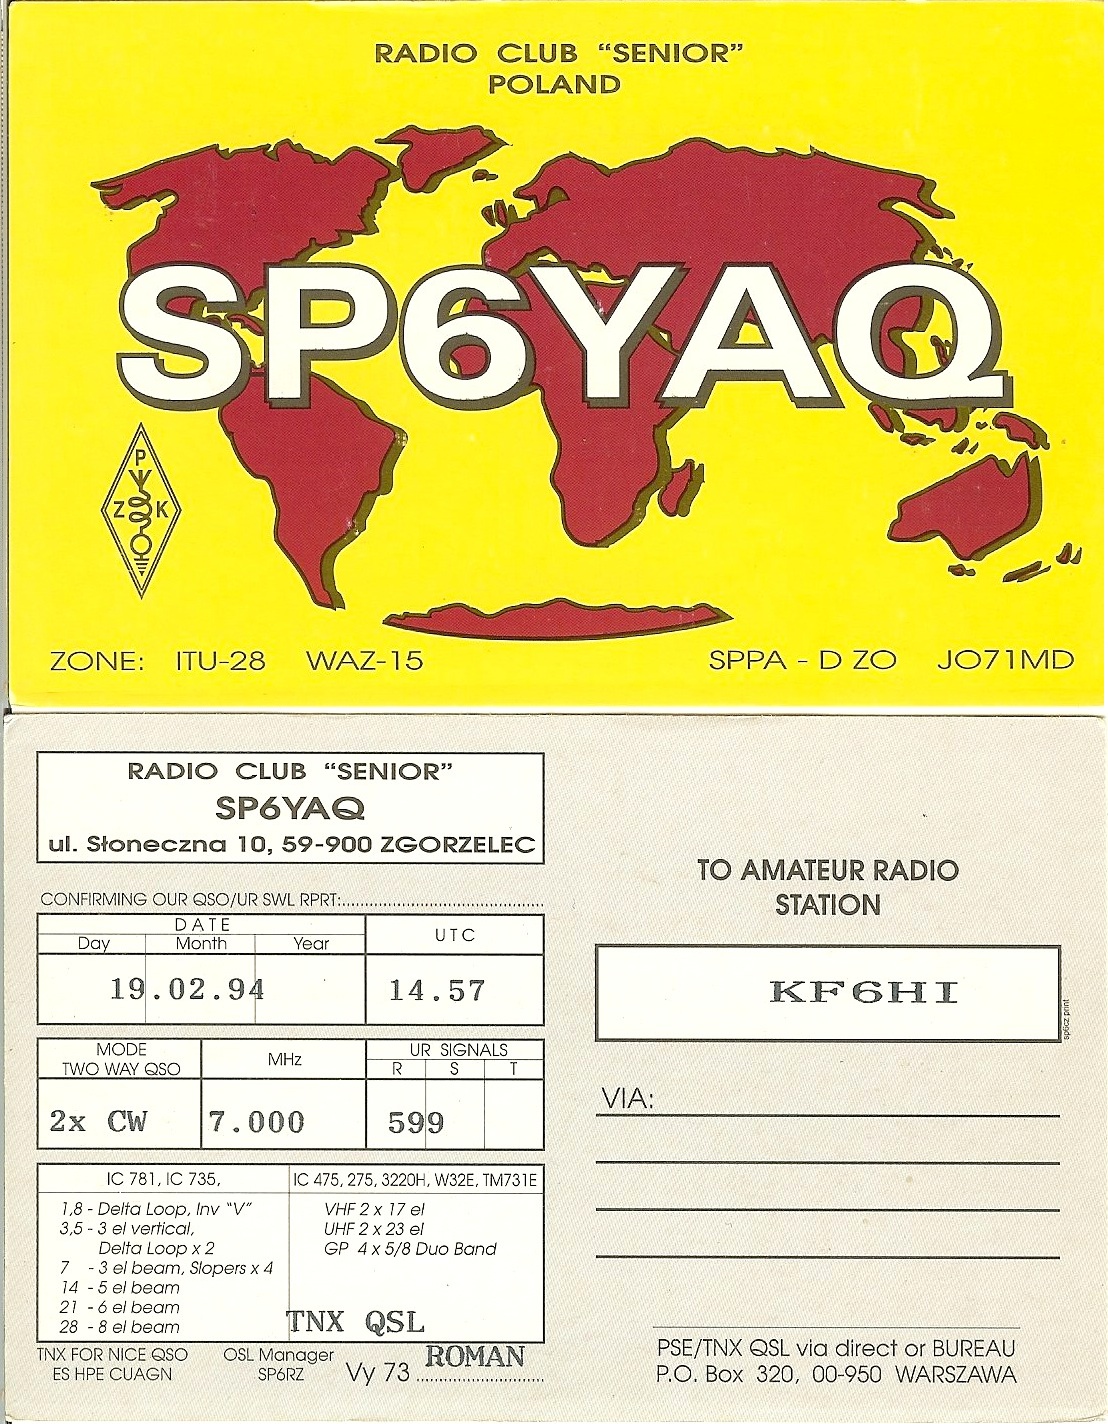 RADIO CLUB “SENIOR”
POLAND
SP6YAQ
P
Z K
ZONE: ITU-28 WAZ-15 SPPA - D ZO JO71MD
RADIO CLUB “SENIOR”
SP6YAQ
ul. Słoneczna 10, 59-900 ZGORZELEC
CONFIRMING OUR QSO/UR SWL RPRT:
DATE
Day Month Year
UTC
19.02.94
14.57
MODE
TWO WAY QSO
MHz
UR SIGNALS
R S T
2x CW
7.000
599
IC 781, IC 735,
1,8 - Delta Loop, Inv “V”
3,5 - 3 el vertical,
Delta Loop x 2
7 - 3 el beam, Slopers x 4
14 - 5 el beam
21 - 6 el beam
28 - 8 el beam
IC 475, 275, 3220H, W32E, TM731E
VHF 2 x 17 el
UHF 2 x 23 el
GP 4 x 5/8 Duo Band
TNX QSL
TNX FOR NICE QSO
ES HPE CUAGN
OSL Manager
SP6RZ
Vy 73 ROMAN
TO AMATEUR RADIO
STATION
KF6HI
sp6cz print
VIA:
PSE/TNX QSL via direct or BUREAU
P.O. Box 320, 00-950 WARSZAWA